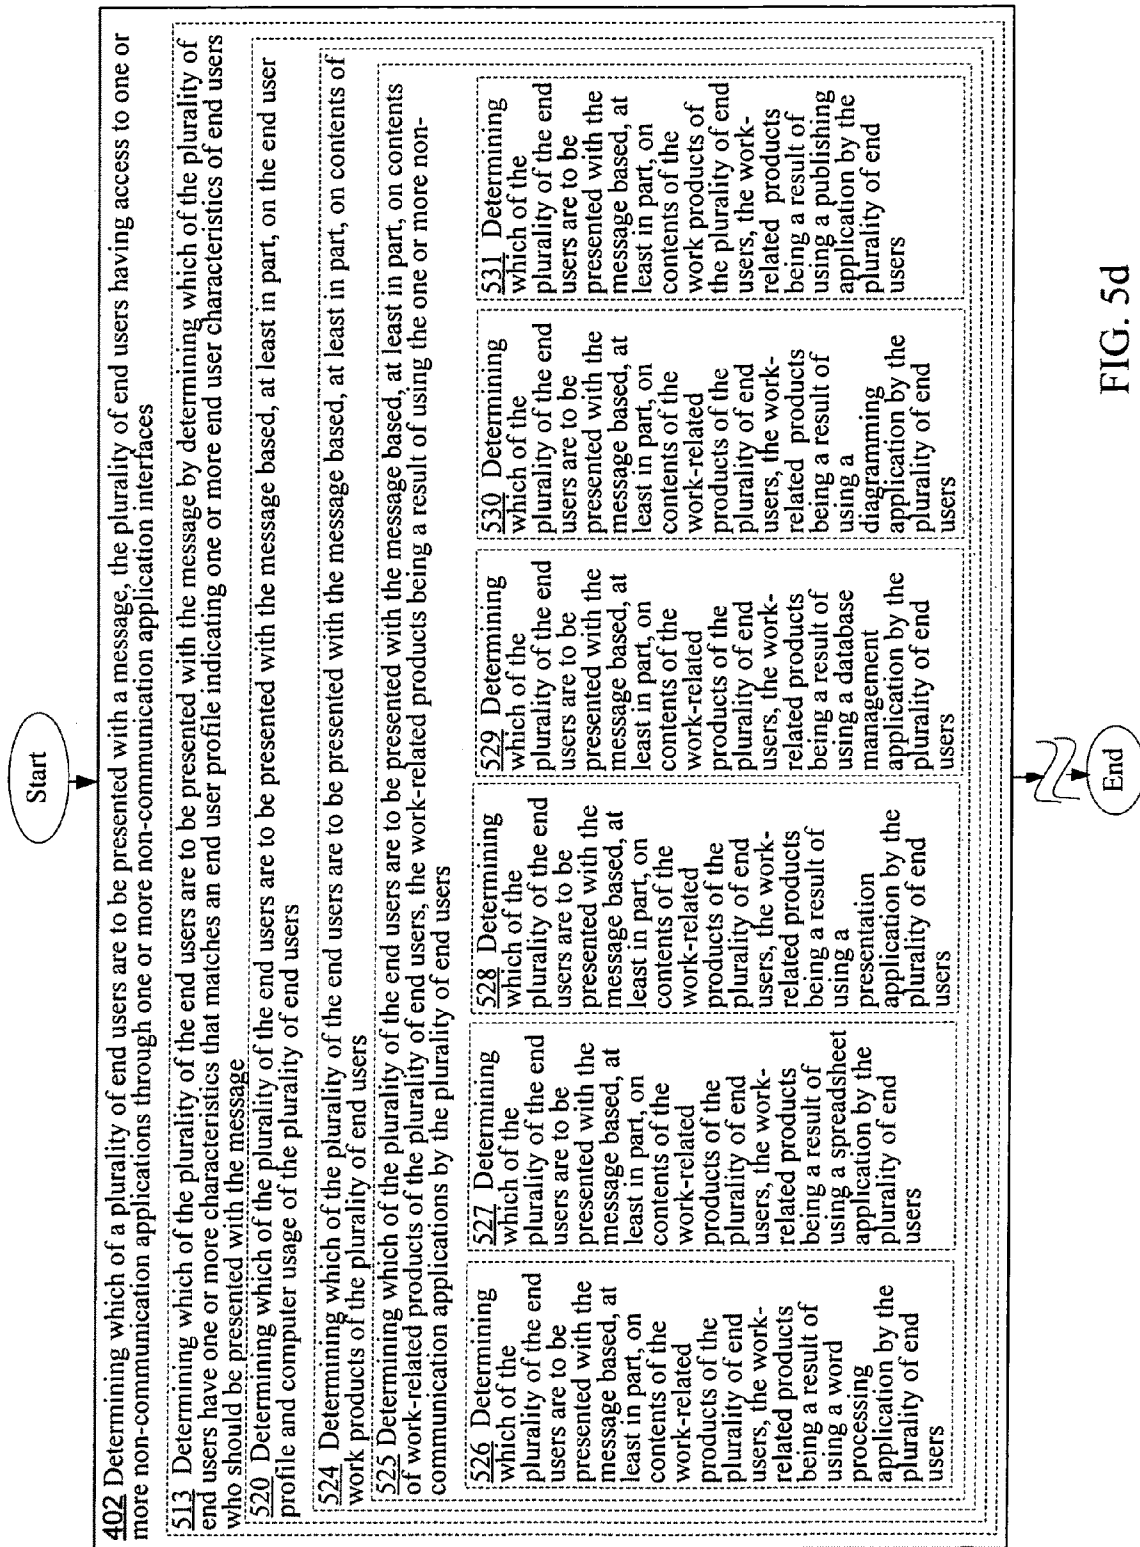 Start
402 Determining which of a plurality of end users are to be presented with a message, the plurality of end users having access to one or
more non-communication applications through one or more non-communication application interfaces
513 Determining which of the plurality of the end users are to be presented with the message by determining which of the plurality of
end users have one or more characteristics that matches an end user profile indicating one or more end user characteristics of end users
who should be presented with the message
520 Determining which of the plurality of the end users are to be presented with the message based, at least in part, on the end user
profile and computer usage of the plurality of end users
524 Determining which of the plurality of the end users are to be presented with the message based, at least in part, on contents of
work products of the plurality of end users
525 Determining which of the plurality of the end users are to be presented with the message based, at least in part, on contents
of work-related products of the plurality of end users, the work-related products being a result of using the one or more non-
communication applications by the plurality of end users
526 Determining
which of the
plurality of the end
users are to be
presented with the
message based, at
least in part, on
contents of the
work-related
products of the
plurality of end
users, the work-
related products
being a result of
using a word
processing
application by the
plurality of end
users
527 Determining
which of the
plurality of the end
users are to be
presented with the
message based, at
least in part, on
contents of the
work-related
products of the
plurality of end
users, the work-
related products
being a result of
using a spreadsheet
application by the
plurality of end
users
528 Determining
which of the
plurality of the end
users are to be
presented with the
message based, at
least in part, on
contents of the
work-related
products of the
plurality of end
users, the work-
related products
being a result of
using a
presentation
application by the
plurality of end
users
529 Determining
which of the
plurality of the end
users are to be
presented with the
message based, at
least in part, on
contents of the
work-related
products of the
plurality of end
users, the work-
related products
being a result of
using a database
management
application by the
plurality of end
users
530 Determining
which of the
plurality of the end
users are to be
presented with the
message based, at
least in part, on
contents of the
work-related
products of the
plurality of end
users, the work-
related products
being a result of
using a
diagramming
application by the
plurality of end
users
531 Determining
which of the
plurality of the end
users are to be
presented with the
message based, at
least in part, on
contents of the
work products of
the plurality of end
users, the work-
related products
being a result of
using a publishing
application by the
plurality of end
users
End
FIG. 5d